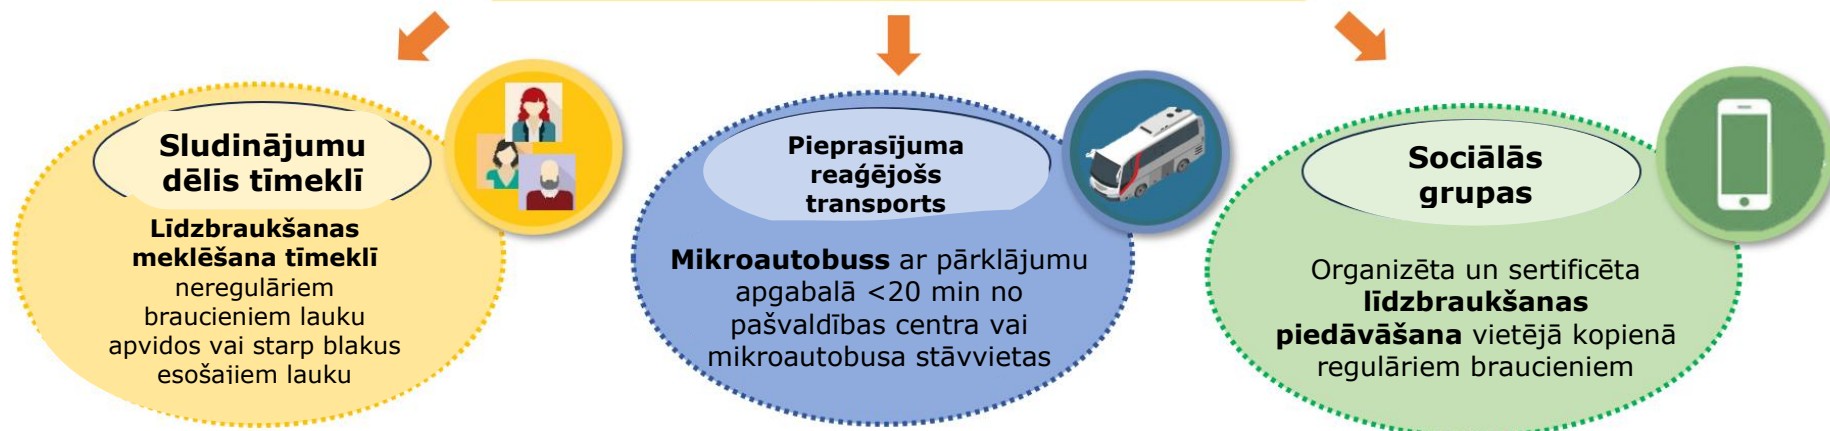 Sludinājumu
dēlis tīmeklī
Līdzbraukšanas
meklēšana tīmeklī
neregulāriem
braucieniem lauku
apvidos vai starp blakus
esošajiem lauku
Pieprasījuma
reaģējošs
transports
Mikroautobuss ar pārklājumu
apgabalā <20 min no
pašvaldības centra vai
mikroautobusa stāvvietas
Sociālās
grupas
Organizēta un sertificēta
līdzbraukšanas
piedāvāšana vietējā kopienā
regulāriem braucieniem